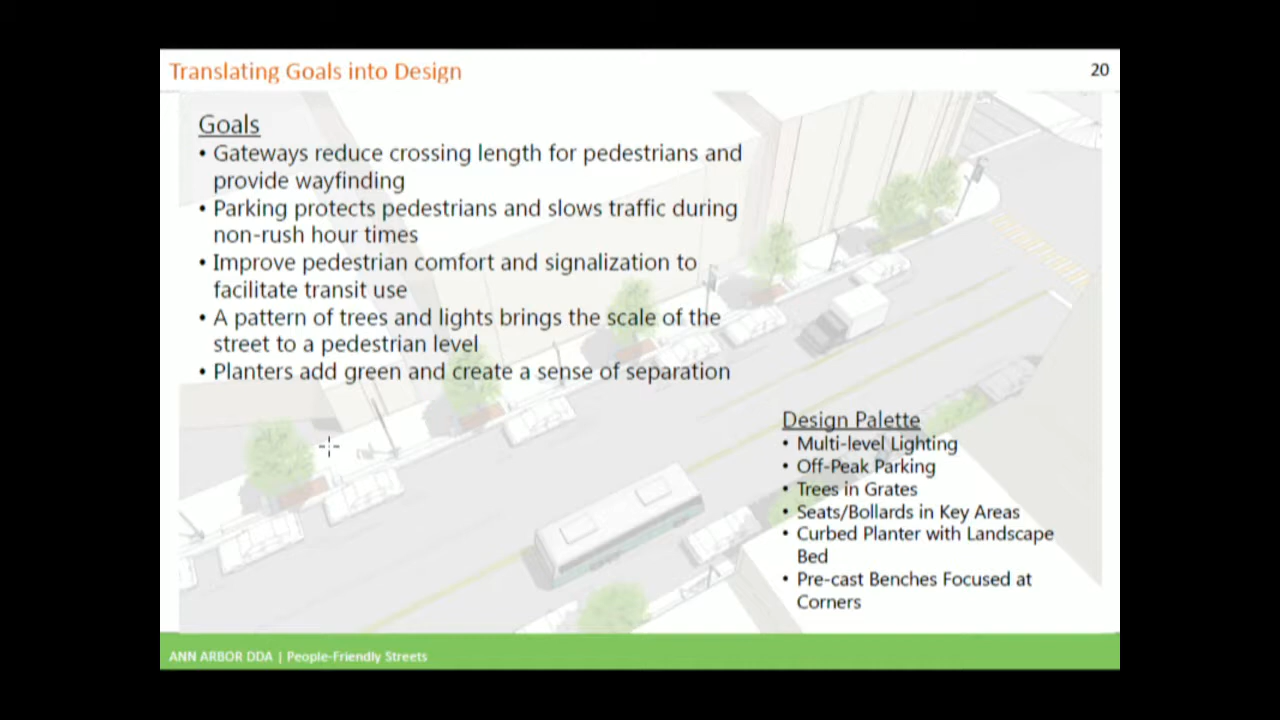 Translating Goals into Design
20
Goals
• Gateways reduce crossing length for pedestrians and
provide wayfinding
• Parking protects pedestrians and slows traffic during
non-rush hour times
• Improve pedestrian comfort and signalization to
facilitate transit use
• A pattern of trees and lights brings the scale of the
street to a pedestrian level
• Planters add green and create a sense of separation
Design Palette
• Multi-level Lighting
• Off-Peak Parking
• Trees in Grates
• Seats/Bollards in Key Areas
• Curbed Planter with Landscape
Bed
• Pre-cast Benches Focused at
Corners
ANN ARBOR DDA | People-Friendly Streets